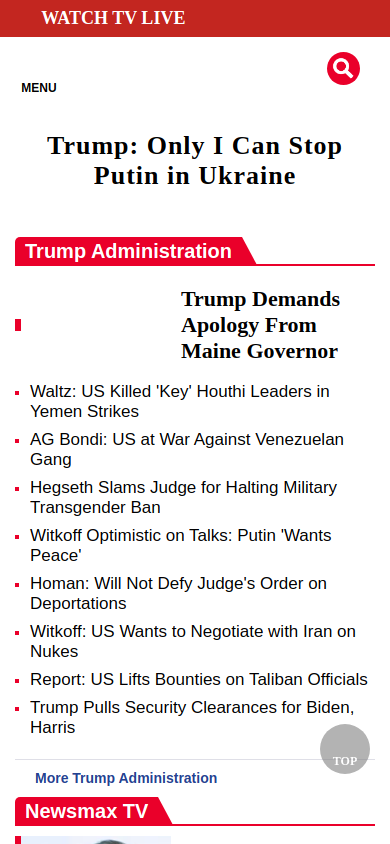 WATCH TV LIVE
MENU
Trump: Only I Can Stop
Putin in Ukraine
Trump Administration
Trump Demands
Apology From
Maine Governor
Waltz: US Killed 'Key' Houthi Leaders in
Yemen Strikes
AG Bondi: US at War Against Venezuelan
Gang
Hegseth Slams Judge for Halting Military
Transgender Ban
Witkoff Optimistic on Talks: Putin 'Wants
Peace'
Homan: Will Not Defy Judge's Order on
Deportations
Witkoff: US Wants to Negotiate with Iran on
Nukes
Report: US Lifts Bounties on Taliban Officials
Trump Pulls Security Clearances for Biden,
Harris
TOP
More Trump Administration
Newsmax TV